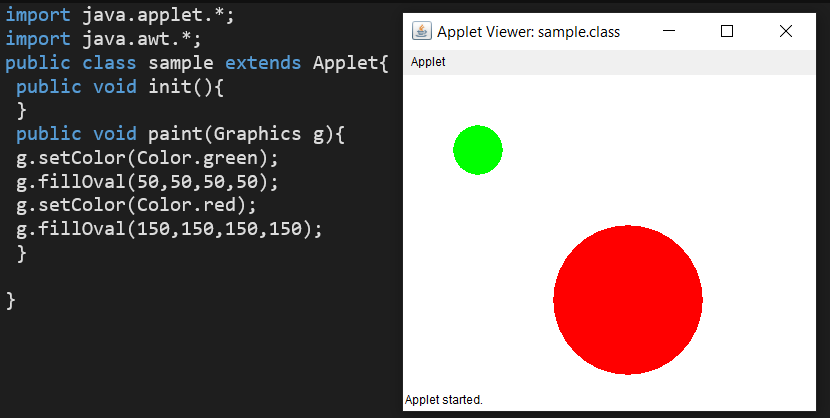 import java.applet.*;
import java.awt.*;
public class sample extends Applet{
 public void init(){
 }
 public void paint(Graphics g){
 g.setColor(Color.green);
 g.fillOval(50,50,50,50);
 g.setColor(Color.red);
 g.fillOval(150,150,150,150);
 }
}
Applet Viewer: sample.class
Applet
Applet started.